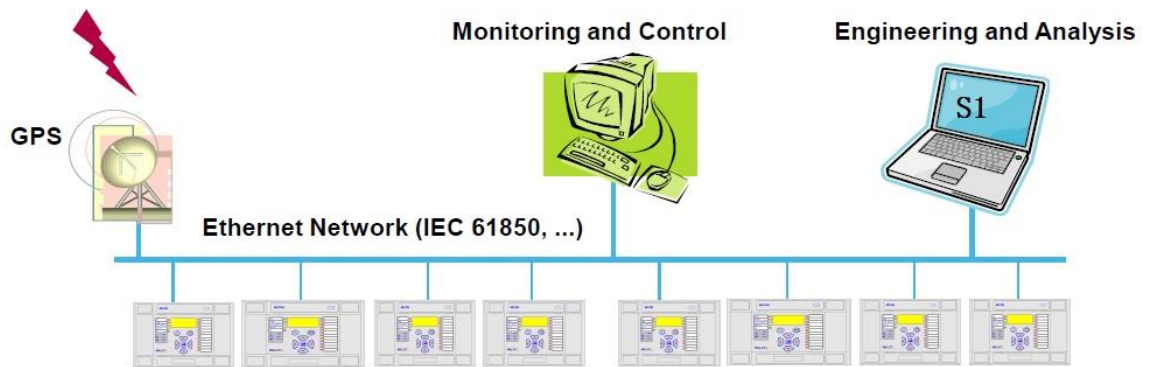 Monitoring and Control
Engineering and Analysis
S1
GPS
Ethernet Network (IEC 61850, ...)